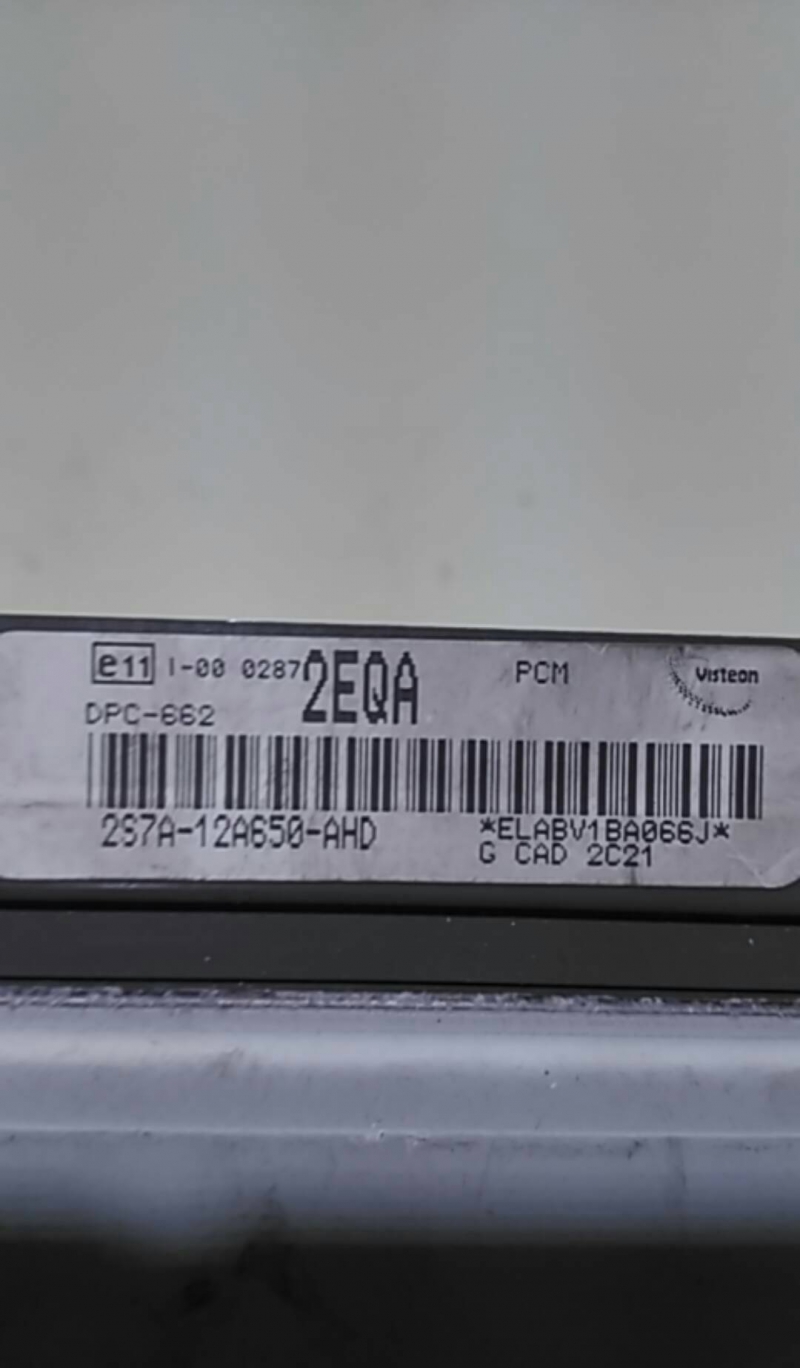 e11 I-00 0287 2EQA PCM Visteon
DPC-662
2S7A-12A650-AHD *ELABV1BA066J*
G CAD 2C21